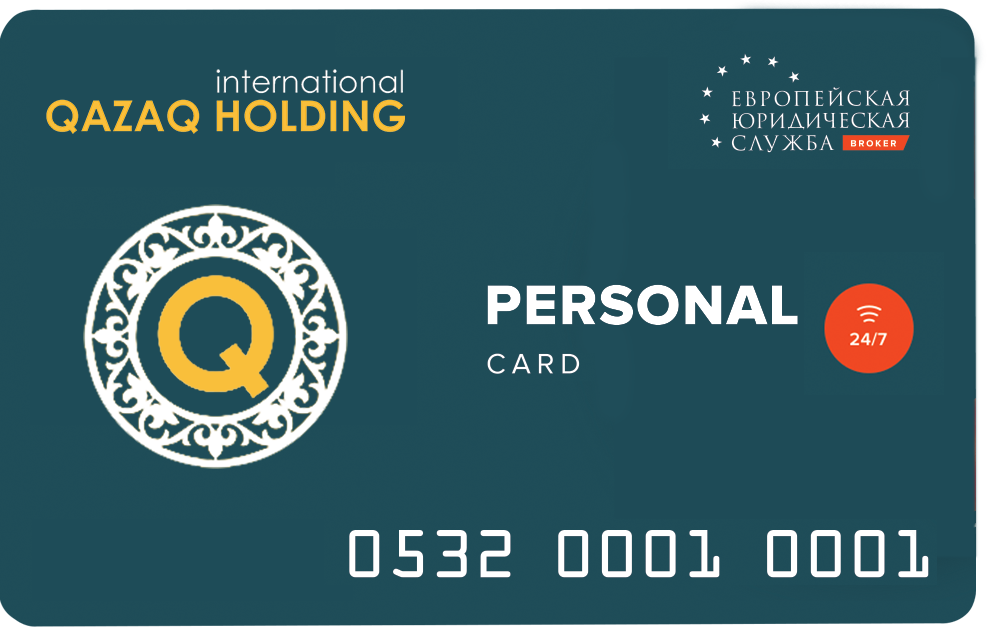 international
QAZAQ HOLDING
ЕВРОПЕЙСКАЯ
ЮРИДИЧЕСКАЯ
СЛУЖБА BROKER
Q
PERSONAL
CARD
24/7
0532 0001 0001